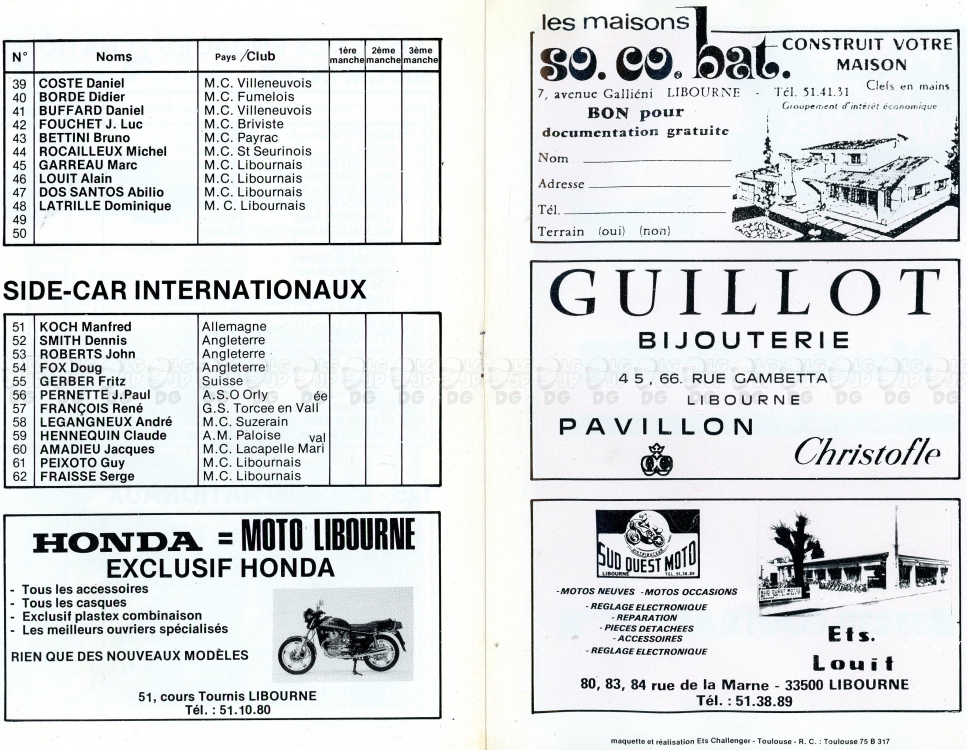 N° Noms Pays / Club 1ère manche 2ème manche 3ème manche
39 COSTE Daniel M.C. Villeneuvois
40 BORDE Didier M.C. Fumelois
41 BUFFARD Daniel M.C. Villeneuvois
42 FOUCHET J. Luc M.C. Briviste
43 BETTINI Bruno M.C. Payrac
44 ROCAILLEUX Michel M.C. St Seurinois
45 GARREAU Marc M.C. Libournais
46 LOUIT Alain M.C. Libournais
47 DOS SANTOS Abilio M.C. Libournais
48 LATRILLE Dominique M. C. Libournais
49
50
SIDE-CAR INTERNATIONAUX
51 KOCH Manfred Allemagne
52 SMITH Dennis Angleterre
53 ROBERTS John Angleterre
54 FOX Doug Angleterre
55 GERBER Fritz Suisse
56 PERNETTE J.Paul A.S.O Orly
57 FRANÇOIS René G.S. Torcee en Vallée
58 LEGANGNEUX André M.C. Suzerain
59 HENNEQUIN Claude A.M. Paloise
60 AMADIEU Jacques M.C. Lacapelle Marival
61 PEIXOTO Guy M.C. Libournais
62 FRAISSE Serge M.C. Libournais
HONDA = MOTO LIBOURNE
EXCLUSIF HONDA
- Tous les accessoires
- Tous les casques
- Exclusif plastex combinaison
- Les meilleurs ouvriers spécialisés
RIEN QUE DES NOUVEAUX MODÈLES
51, cours Tournis LIBOURNE
Tél. : 51.10.80
les maisons
so. co. bat.
CONSTRUIT VOTRE
MAISON
Clefs en mains
7, avenue Galliéni LIBOURNE - Tél. 51.41.31
Groupement d'intérêt économique
BON pour
documentation gratuite
Nom
Adresse
Tél.
Terrain (oui) (non)
GUILLOT
BIJOUTERIE
45, 66. RUE GAMBETTA
LIBOURNE
PAVILLON
Christofle
DISTRIBUTEUR
SUD OUEST MOTO
LIBOURNE TEL. 51.38.89
SUD OUEST MOTO
- MOTOS NEUVES - MOTOS OCCASIONS
- REGLAGE ELECTRONIQUE
- REPARATION
- PIECES DETACHEES
- ACCESSOIRES
- REGLAGE ELECTRONIQUE
Ets.
Louit
80, 83, 84 rue de la Marne - 33500 LIBOURNE
Tél. : 51.38.89
maquette et réalisation Ets Challenger - Toulouse - R. C. : Toulouse 75 B 317